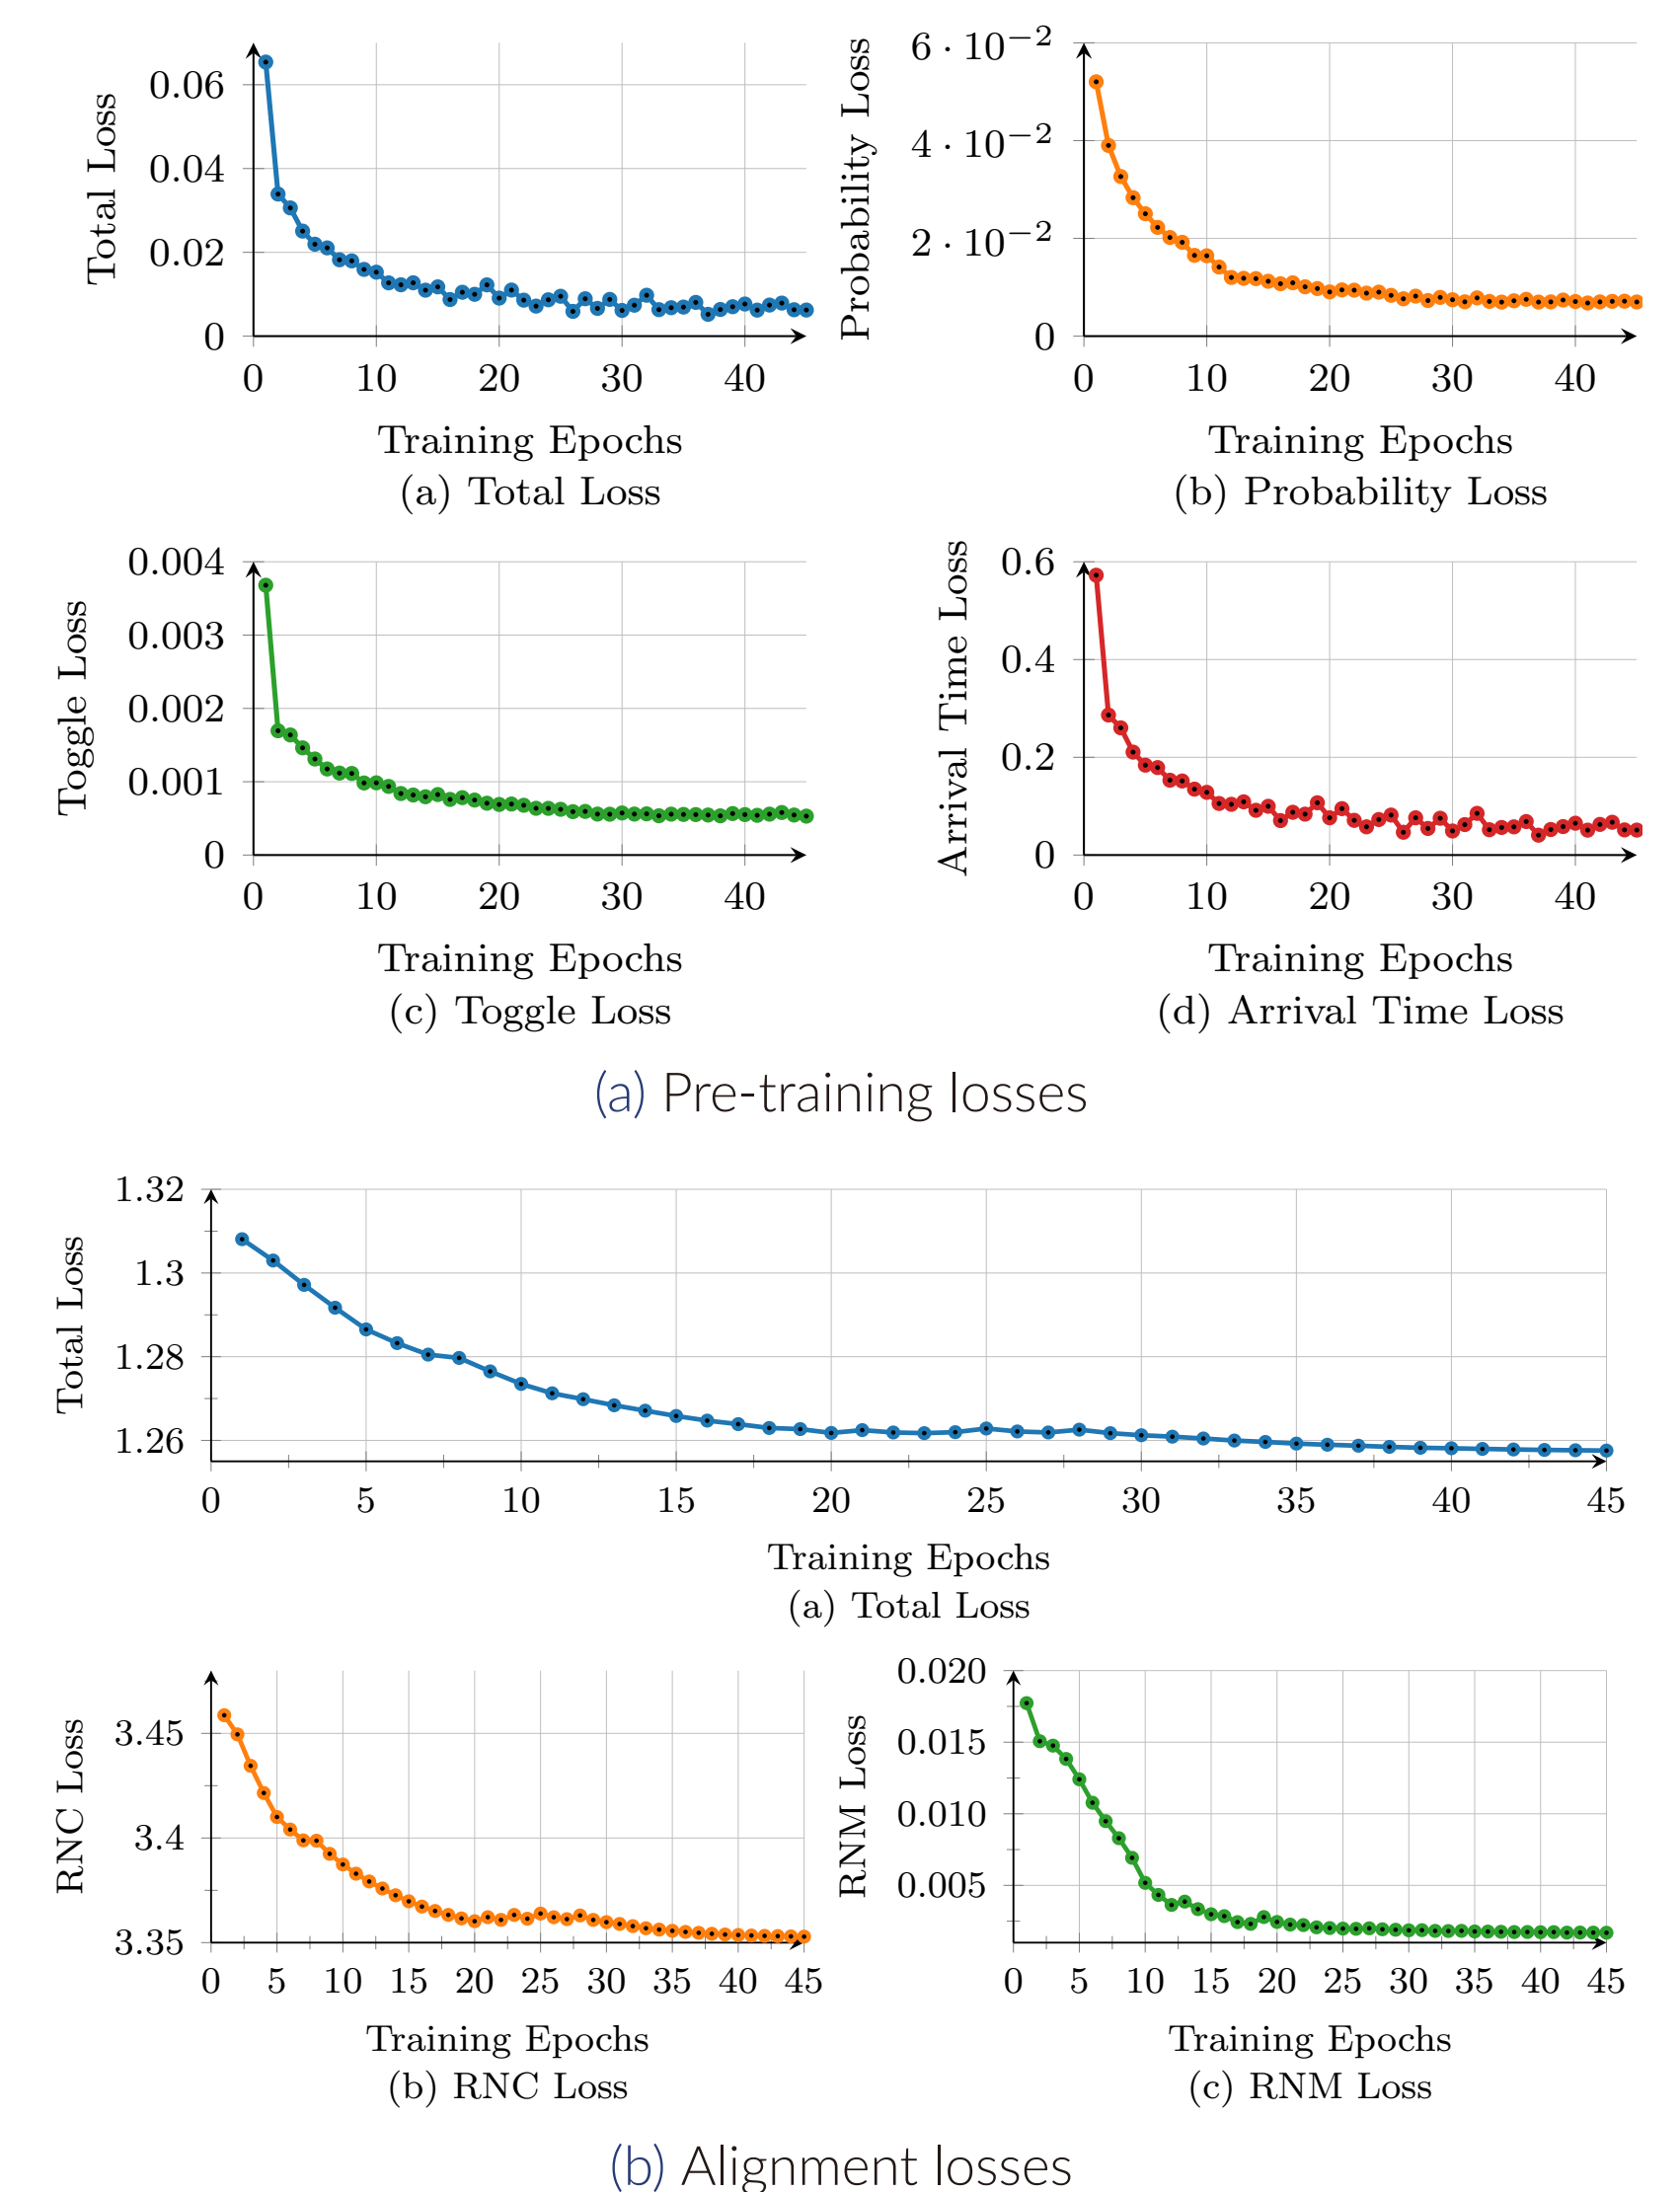 Total Loss
0.06
0.04
0.02
0
0 10 20 30 40
Training Epochs
(a) Total Loss
Probability Loss
6 · 10⁻²
4 · 10⁻²
2 · 10⁻²
0
0 10 20 30 40
Training Epochs
(b) Probability Loss
Toggle Loss
0.004
0.003
0.002
0.001
0
0 10 20 30 40
Training Epochs
(c) Toggle Loss
Arrival Time Loss
0.6
0.4
0.2
0
0 10 20 30 40
Training Epochs
(d) Arrival Time Loss
(a) Pre-training losses
Total Loss
1.32
1.3
1.28
1.26
0 5 10 15 20 25 30 35 40 45
Training Epochs
(a) Total Loss
RNC Loss
3.45
3.4
3.35
0 5 10 15 20 25 30 35 40 45
Training Epochs
(b) RNC Loss
RNM Loss
0.020
0.015
0.010
0.005
0 5 10 15 20 25 30 35 40 45
Training Epochs
(c) RNM Loss
(b) Alignment losses